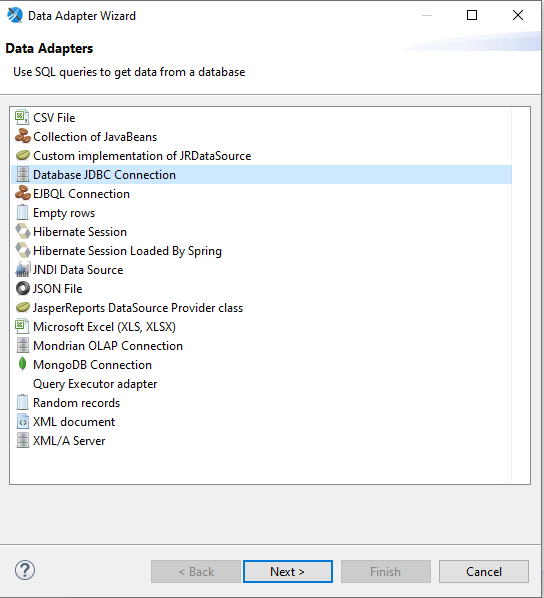 Data Adapter Wizard
Data Adapters
Use SQL queries to get data from a database
CSV File
Collection of JavaBeans
Custom implementation of JRDataSource
Database JDBC Connection
EJBQL Connection
Empty rows
Hibernate Session
Hibernate Session Loaded By Spring
JNDI Data Source
JSON File
JasperReports DataSource Provider class
Microsoft Excel (XLS, XLSX)
Mondrian OLAP Connection
MongoDB Connection
Query Executor adapter
Random records
XML document
XML/A Server
? < Back Next > Finish Cancel